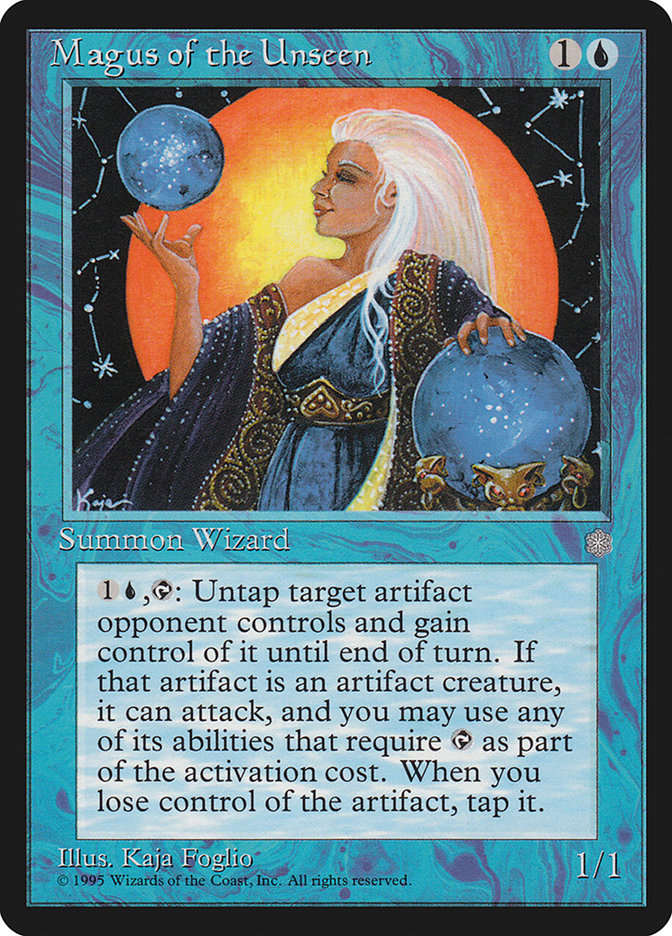 Magus of the Unseen 1
Kaja
Summon Wizard
1,: Untap target artifact
opponent controls and gain
control of it until end of turn. If
that artifact is an artifact creature,
it can attack, and you may use any
of its abilities that require as part
of the activation cost. When you
lose control of the artifact, tap it.
Illus. Kaja Foglio
© 1995 Wizards of the Coast, Inc. All rights reserved.
1/1